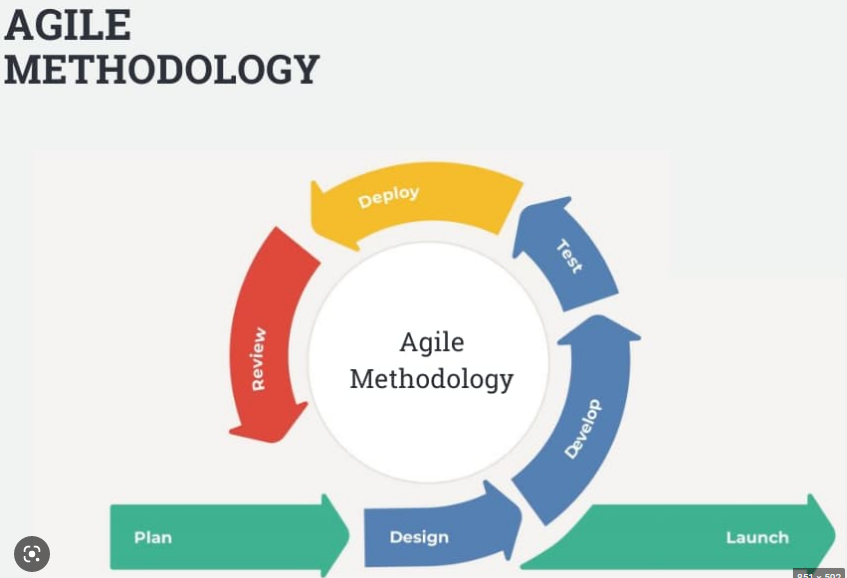 AGILE
METHODOLOGY
Deploy
Test
Review
Agile
Methodology
Develop
Plan
Design
Launch